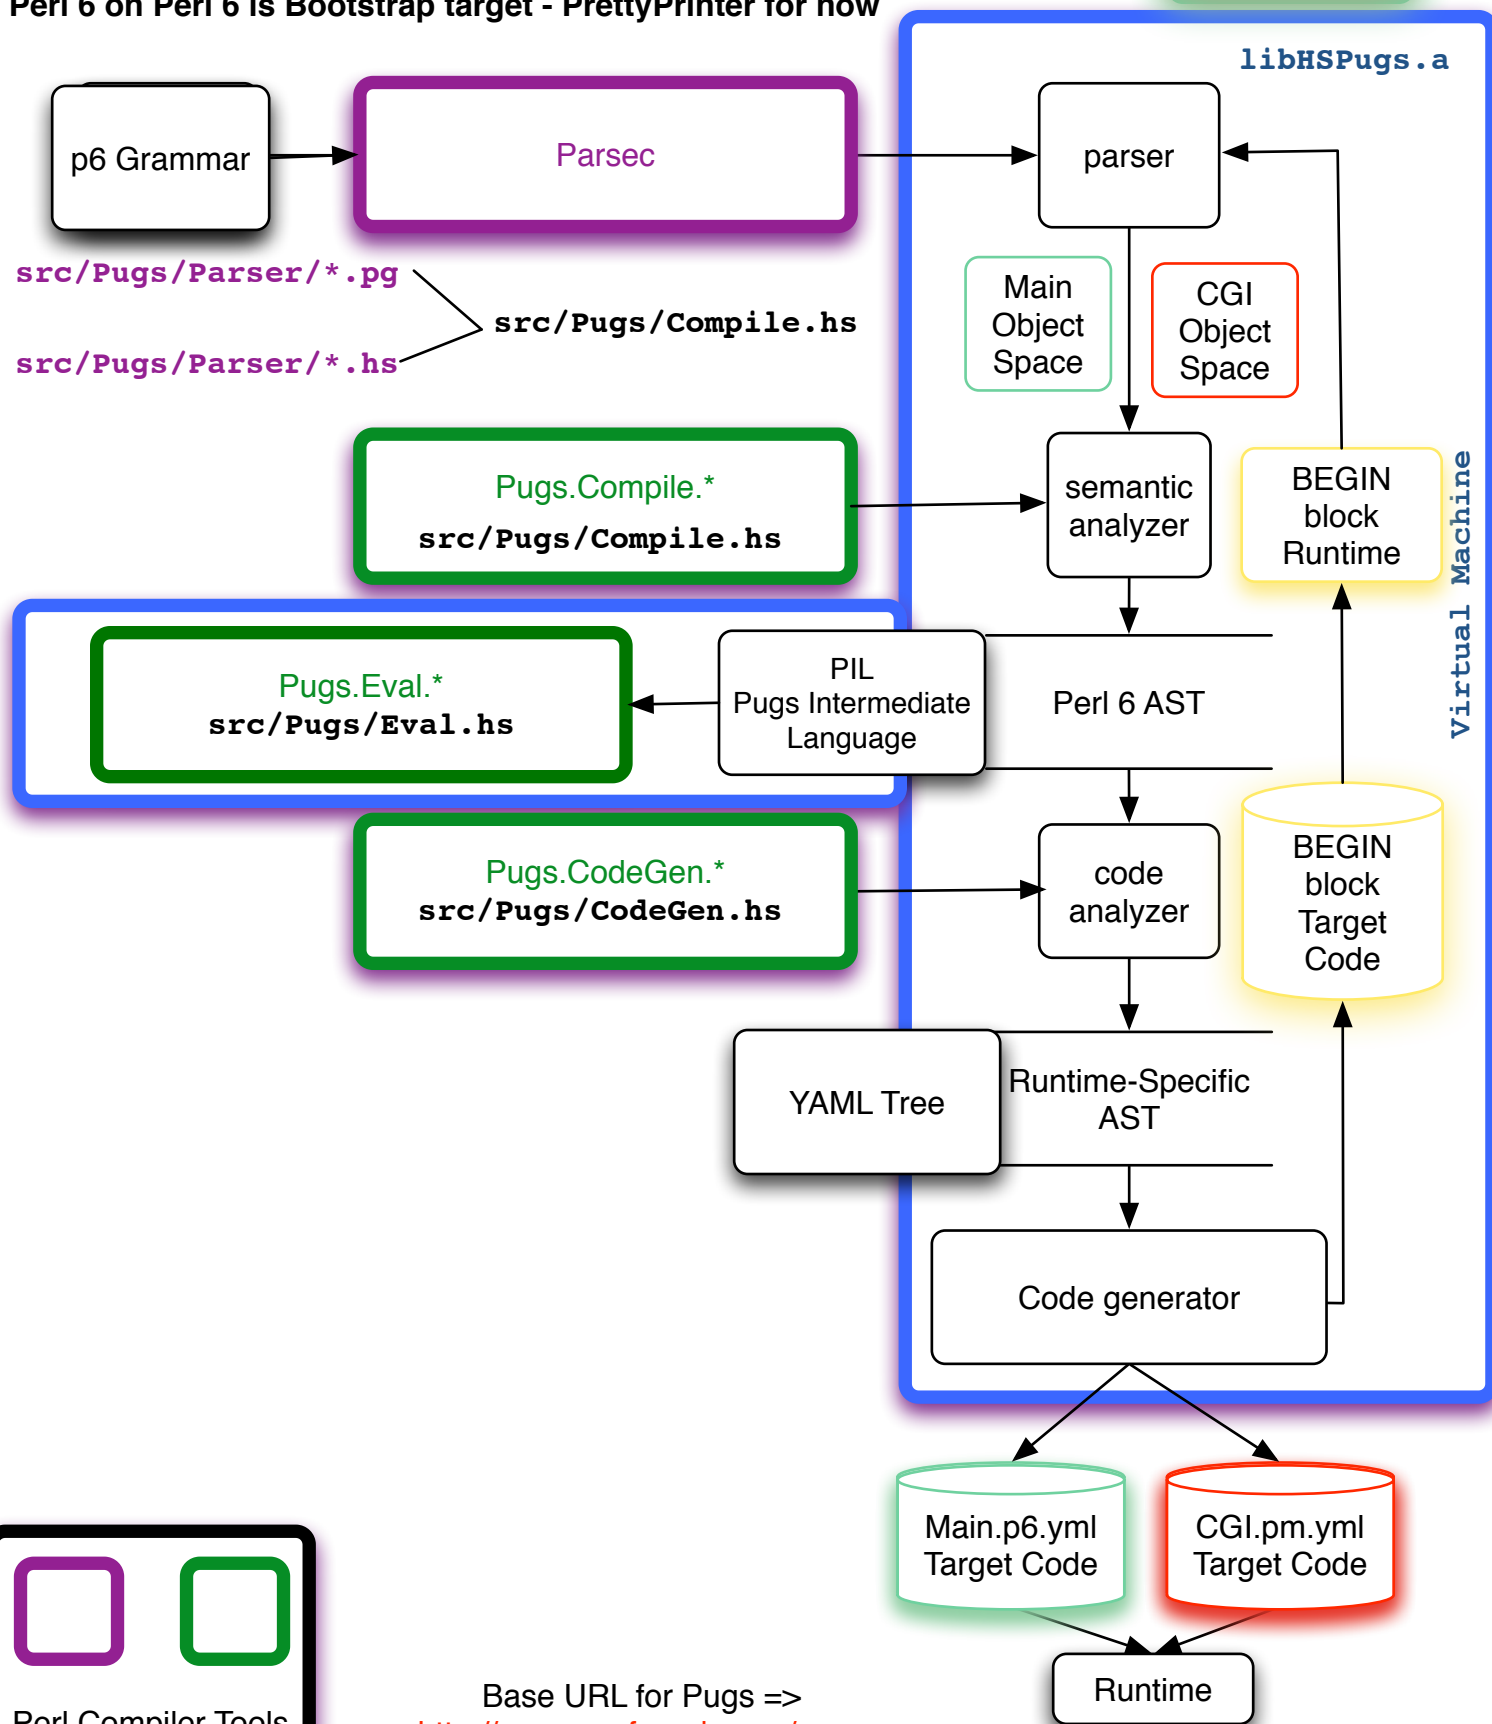 Perl 6 on Perl 6 is Bootstrap target - PrettyPrinter for now
libHSPugs.a
p6 Grammar
Parsec
parser
src/Pugs/Parser/*.pg
src/Pugs/Compile.hs
src/Pugs/Parser/*.hs
Main
Object
Space
CGI
Object
Space
Pugs.Compile.*
src/Pugs/Compile.hs
semantic
analyzer
BEGIN
block
Runtime
Virtual Machine
Pugs.Eval.*
src/Pugs/Eval.hs
PIL
Pugs Intermediate
Language
Perl 6 AST
Pugs.CodeGen.*
src/Pugs/CodeGen.hs
code
analyzer
BEGIN
block
Target
Code
YAML Tree
Runtime-Specific
AST
Code generator
Main.p6.yml
Target Code
CGI.pm.yml
Target Code
Runtime
Perl Compiler Tools
Base URL for Pugs =>